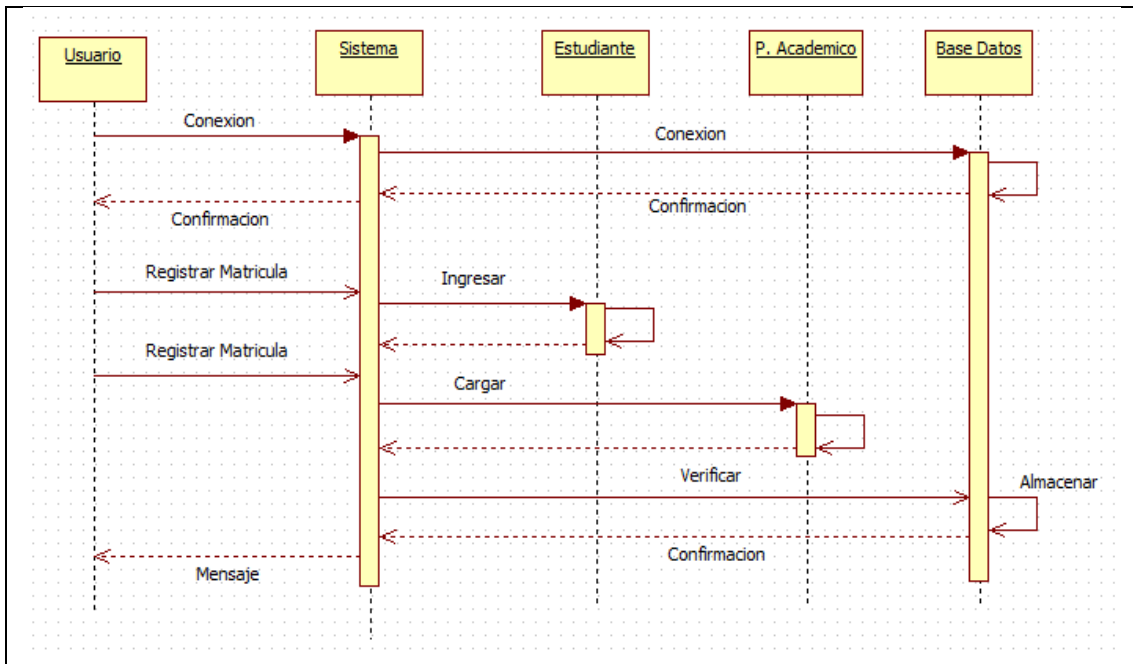 Usuario
Sistema
Estudiante
P. Academico
Base Datos
Conexion
Conexion
Confirmacion
Confirmacion
Registrar Matricula
Ingresar
Registrar Matricula
Cargar
Verificar
Almacenar
Confirmacion
Mensaje